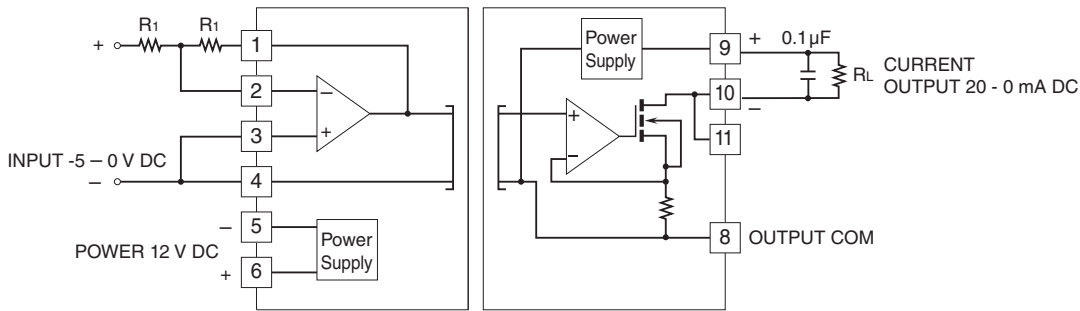 R1 R1
+
1
2
−
3
+
INPUT -5 – 0 V DC
−
4
5
−
POWER 12 V DC
Power
Supply
+
6
Power
Supply
9
+
0.1µF
RL
CURRENT
OUTPUT 20 - 0 mA DC
10
−
+
−
11
8
OUTPUT COM